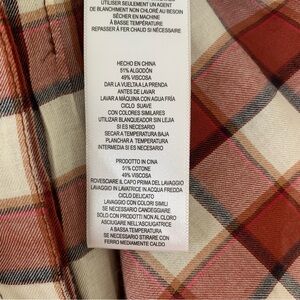 UTILISER SEULEMENT UN AGENT
DE BLANCHIMENT NON CHLORÉ AU BESOIN
SÉCHER EN MACHINE
À BASSE TEMPÉRATURE
REPASSER À FER CHAUD SI NÉCESSAIRE
HECHO EN CHINA
51% ALGODÓN
49% VISCOSA
DAR LA VUELTA A LA PRENDA
ANTES DE LAVAR
LAVAR A MÁQUINA CON AGUA FRÍA
CICLO SUAVE
CON COLORES SIMILARES
UTILIZAR BLANQUEADOR SIN LEJIA
SI ES NECESARIO
SECAR A TEMPERATURA BAJA
PLANCHAR A TEMPERATURA
INTERMEDIA SI ES NECESARIO
PRODOTTO IN CINA
51% COTONE
49% VISCOSA
ROVESCIARE IL CAPO PRIMA DEL LAVAGGIO
LAVAGGIO IN LAVATRICE IN ACQUA FREDDA
CICLO DELICATO
LAVAGGIO CON COLORI SIMILI
SE NECESSARIO CANDEGGIARE
SOLO CON PRODOTTI NON AL CLORO
ASCIUGARE NELL'ASCIUGATRICE
A BASSA TEMPERATURA
SE NECESSARIO STIRARE CON
FERRO MEDIAMENTE CALDO